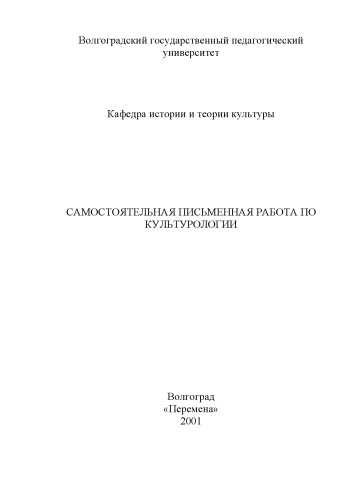 Волгоградский государственный педагогический
университет
Кафедра истории и теории культуры
САМОСТОЯТЕЛЬНАЯ ПИСЬМЕННАЯ РАБОТА ПО
КУЛЬТУРОЛОГИИ
Волгоград
«Перемена»
2001